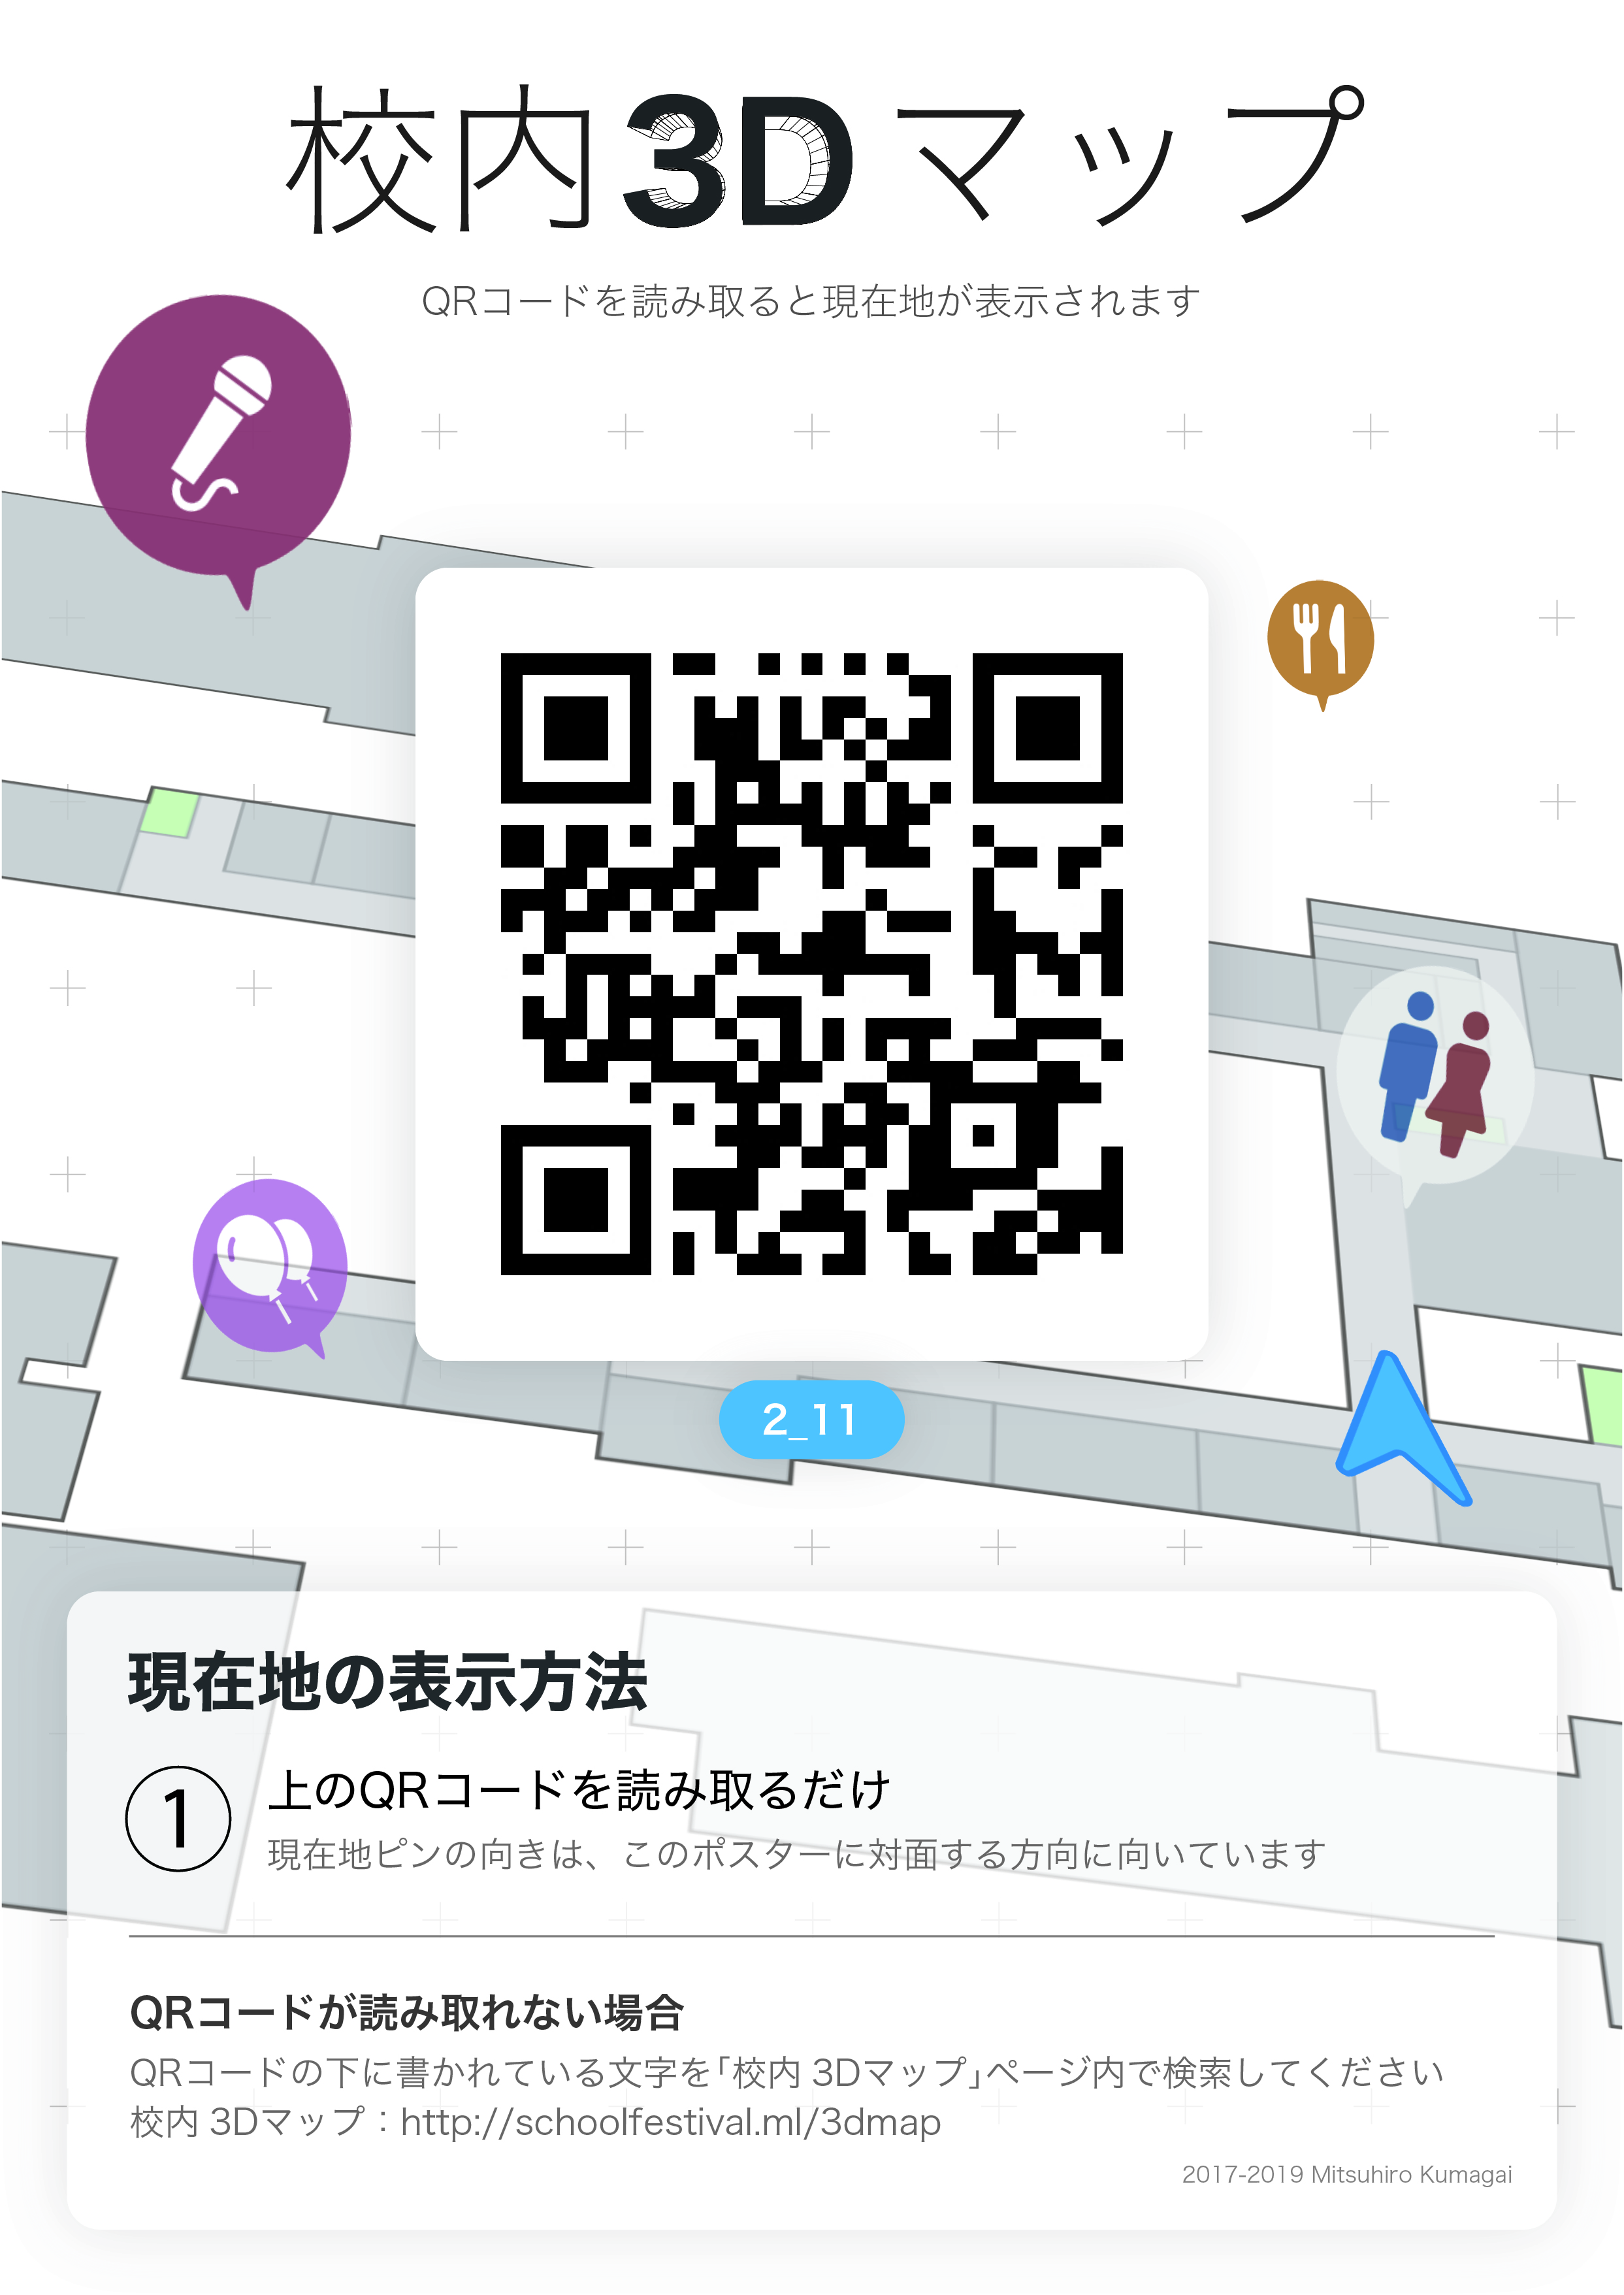 校内3Dマップ
QRコードを読み取ると現在地が表示されます
2_11
現在地の表示方法
① 上のQRコードを読み取るだけ
現在地ピンの向きは、このポスターに対面する方向に向いています
QRコードが読み取れない場合
QRコードの下に書かれている文字を「校内 3Dマップ」ページ内で検索してください
校内 3Dマップ：http://schoolfestival.ml/3dmap
2017-2019 Mitsuhiro Kumagai